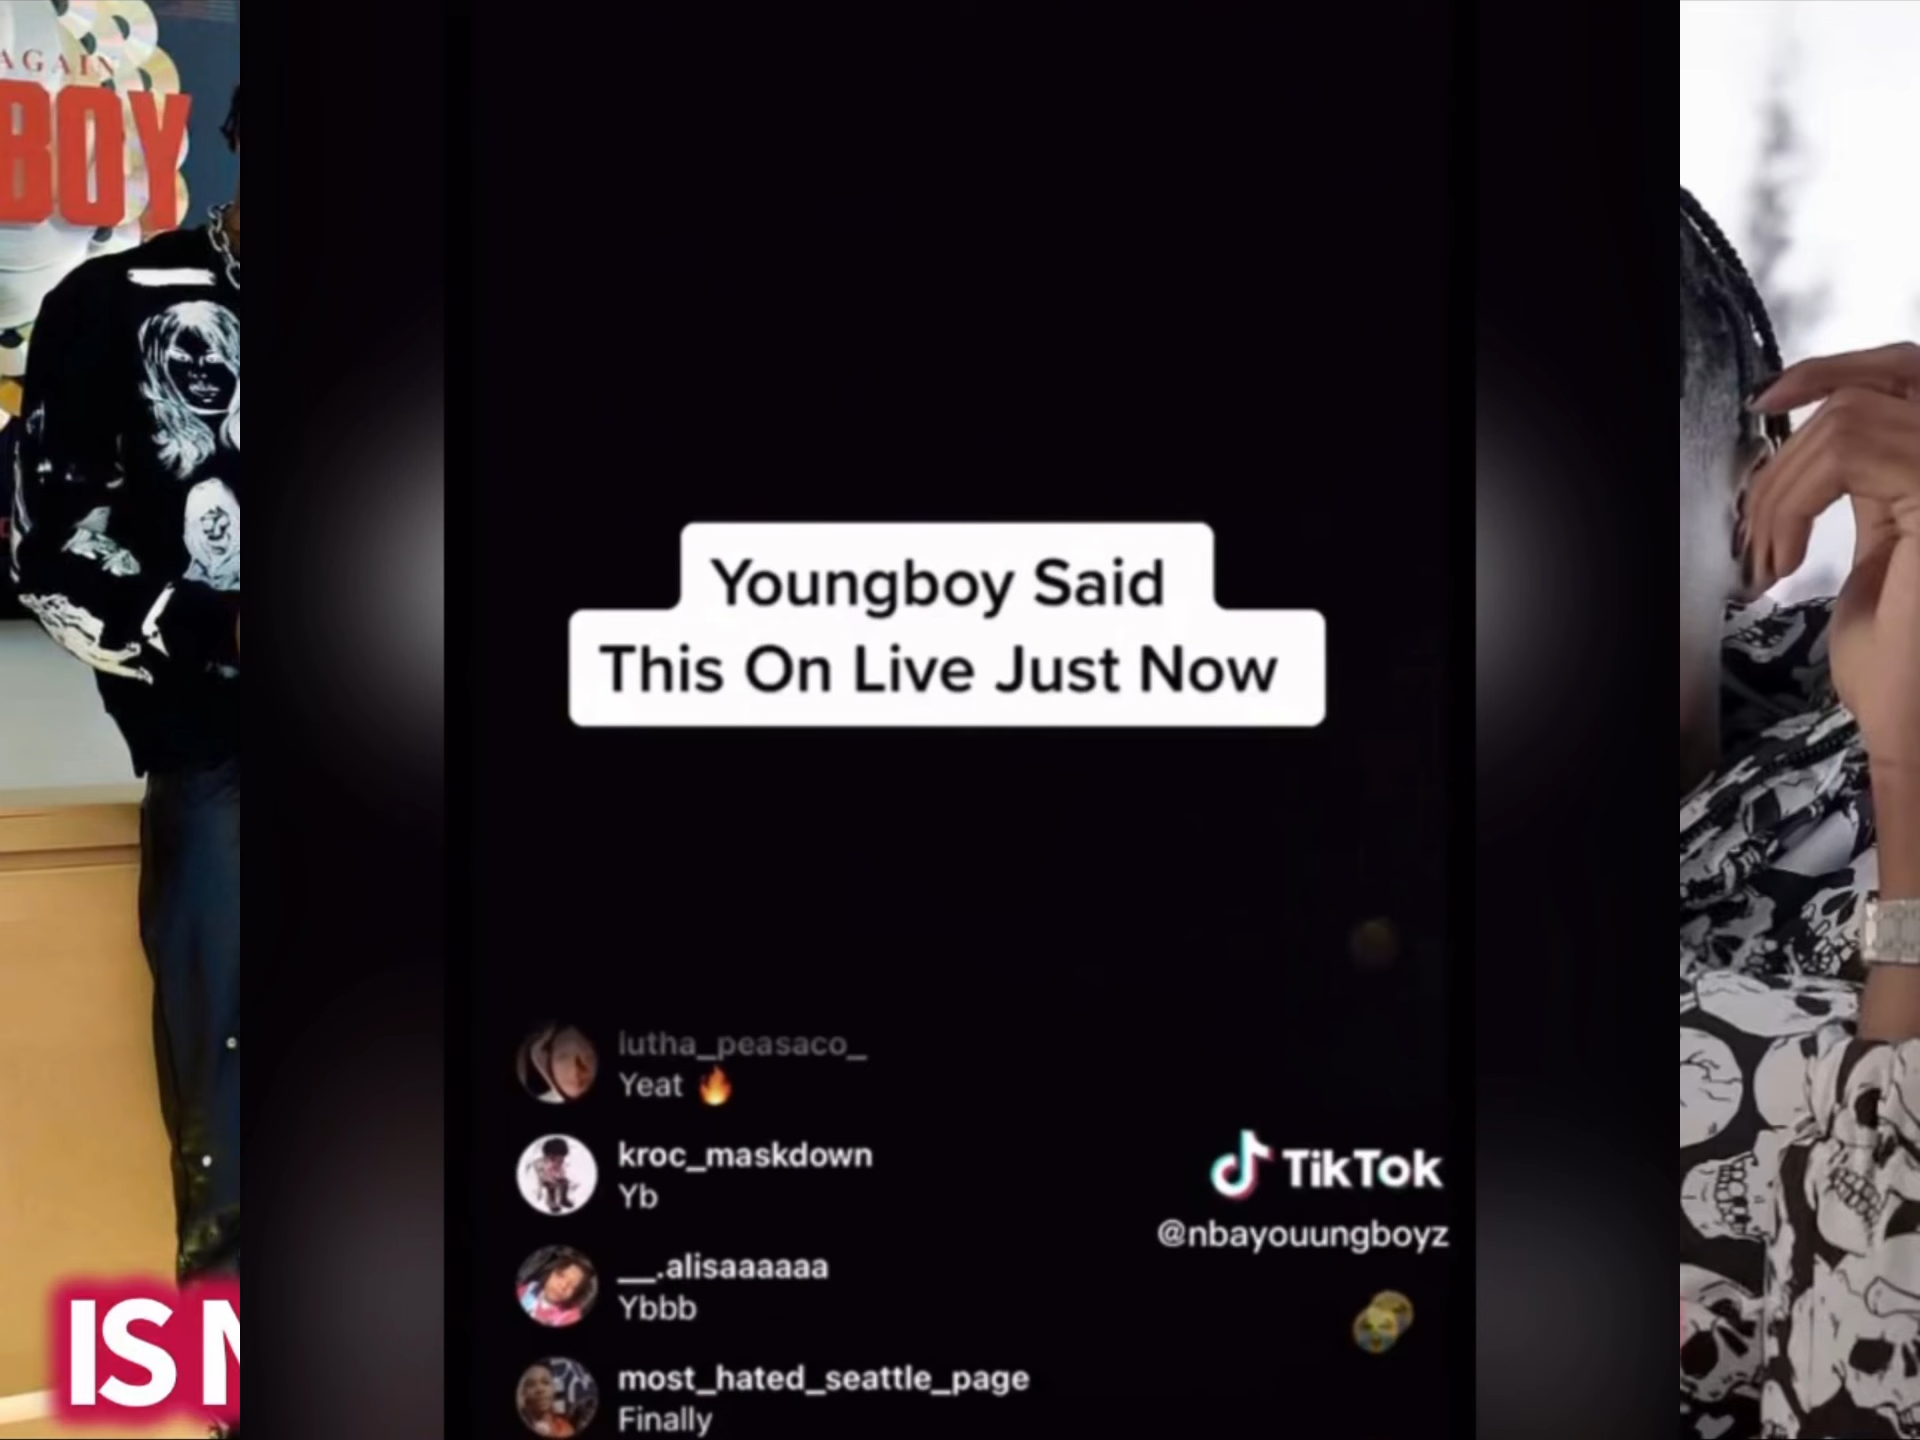 AGAIN
BOY
Youngboy Said
This On Live Just Now
lutha_peasaco_
Yeat 🔥
kroc_maskdown
Yb
TikTok
@nbayouungboyz
__.alisaaaaaa
Ybbb
most_hated_seattle_page
Finally
IS